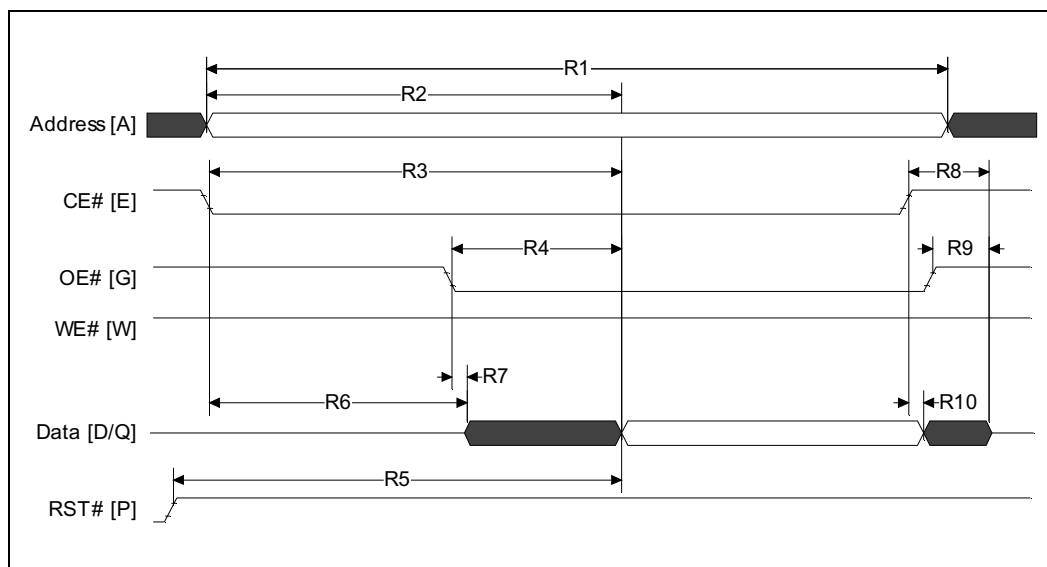 R1
R2
Address [A]
R3
R8
CE# [E]
R4
R9
OE# [G]
WE# [W]
R7
R6
R10
Data [D/Q]
R5
RST# [P]